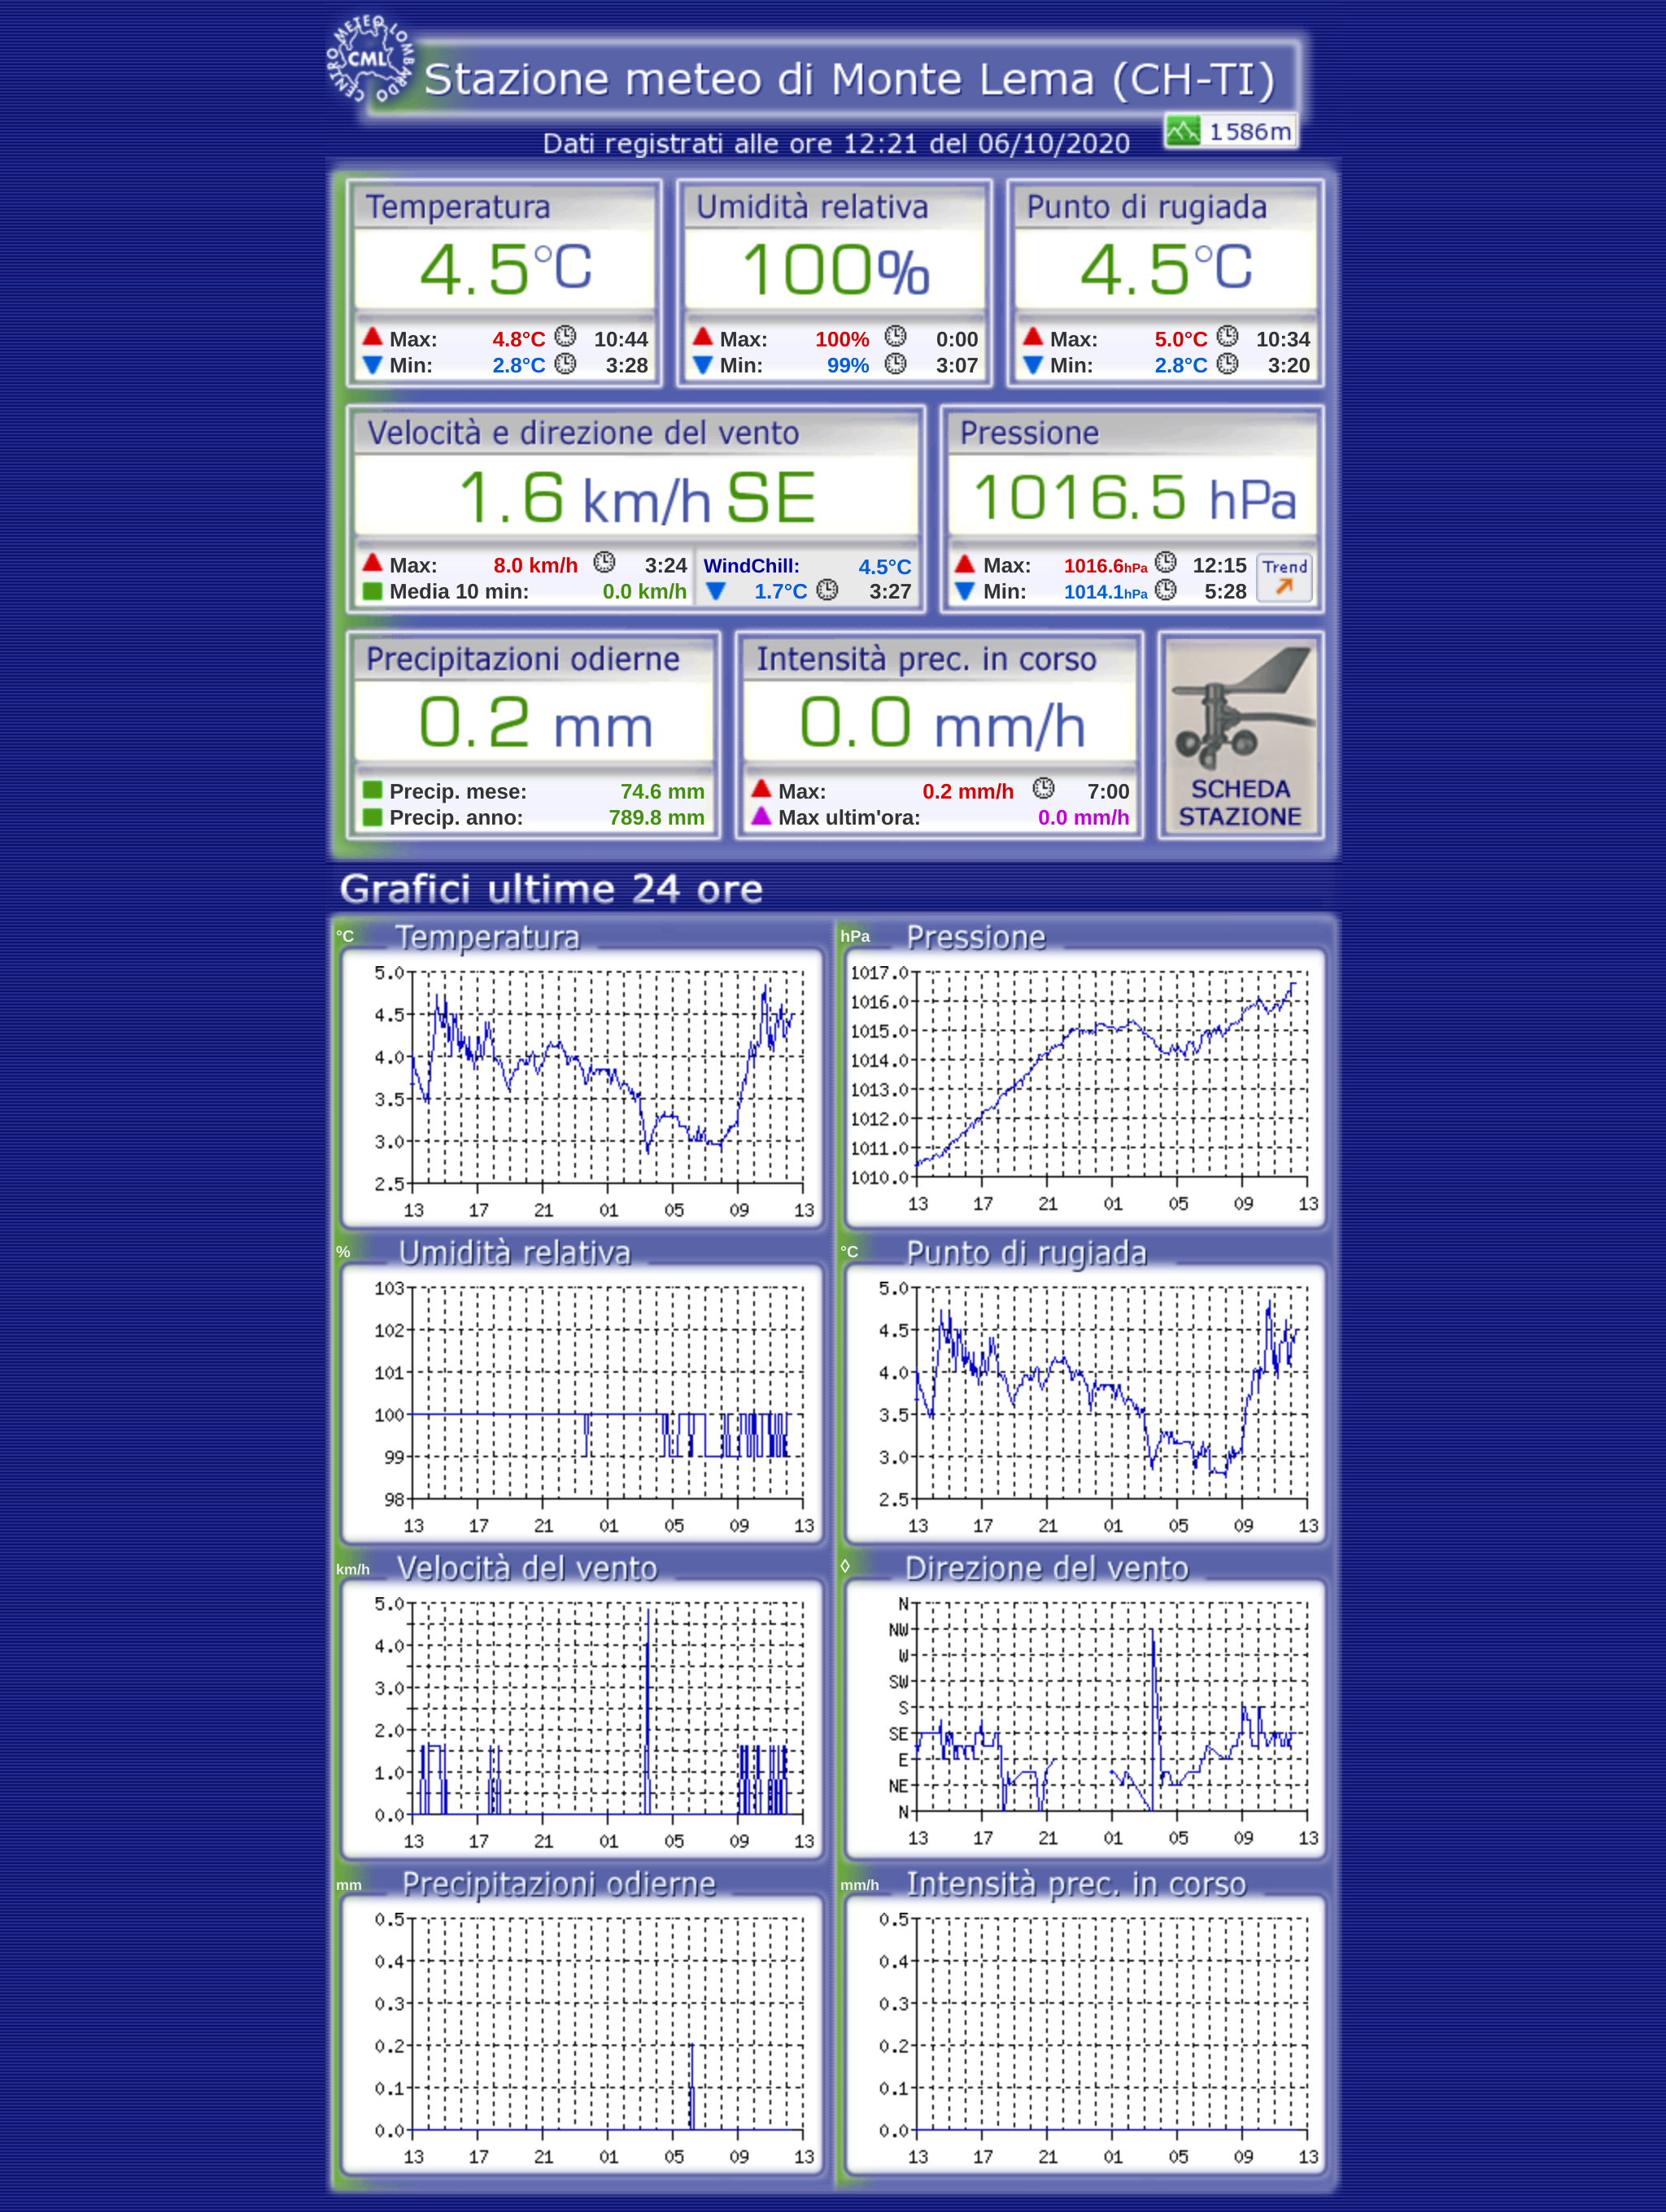 CENTRO METEO LOMBARDO
CML
Stazione meteo di Monte Lema (CH-TI)
Dati registrati alle ore 12:21 del 06/10/2020
1586m
Temperatura
4.5°C
Max: 4.8°C 10:44
Min: 2.8°C 3:28
Umidità relativa
100%
Max: 100% 0:00
Min: 99% 3:07
Punto di rugiada
4.5°C
Max: 5.0°C 10:34
Min: 2.8°C 3:20
Velocità e direzione del vento
1.6 km/h SE
Max: 8.0 km/h 3:24
Media 10 min: 0.0 km/h
WindChill: 4.5°C
1.7°C 3:27
Pressione
1016.5 hPa
Max: 1016.6hPa 12:15
Min: 1014.1hPa 5:28
Trend
Precipitazioni odierne
0.2 mm
Precip. mese: 74.6 mm
Precip. anno: 789.8 mm
Intensità prec. in corso
0.0 mm/h
Max: 0.2 mm/h 7:00
Max ultim'ora: 0.0 mm/h
SCHEDA
STAZIONE
Grafici ultime 24 ore
°C Temperatura
5.0
4.5
4.0
3.5
3.0
2.5
13 17 21 01 05 09 13
hPa Pressione
1017.0
1016.0
1015.0
1014.0
1013.0
1012.0
1011.0
1010.0
13 17 21 01 05 09 13
% Umidità relativa
103
102
101
100
99
98
13 17 21 01 05 09 13
°C Punto di rugiada
5.0
4.5
4.0
3.5
3.0
2.5
13 17 21 01 05 09 13
km/h Velocità del vento
5.0
4.0
3.0
2.0
1.0
0.0
13 17 21 01 05 09 13
◊ Direzione del vento
N
NW
W
SW
S
SE
E
NE
N
13 17 21 01 05 09 13
mm Precipitazioni odierne
0.5
0.4
0.3
0.2
0.1
0.0
13 17 21 01 05 09 13
mm/h Intensità prec. in corso
0.5
0.4
0.3
0.2
0.1
0.0
13 17 21 01 05 09 13